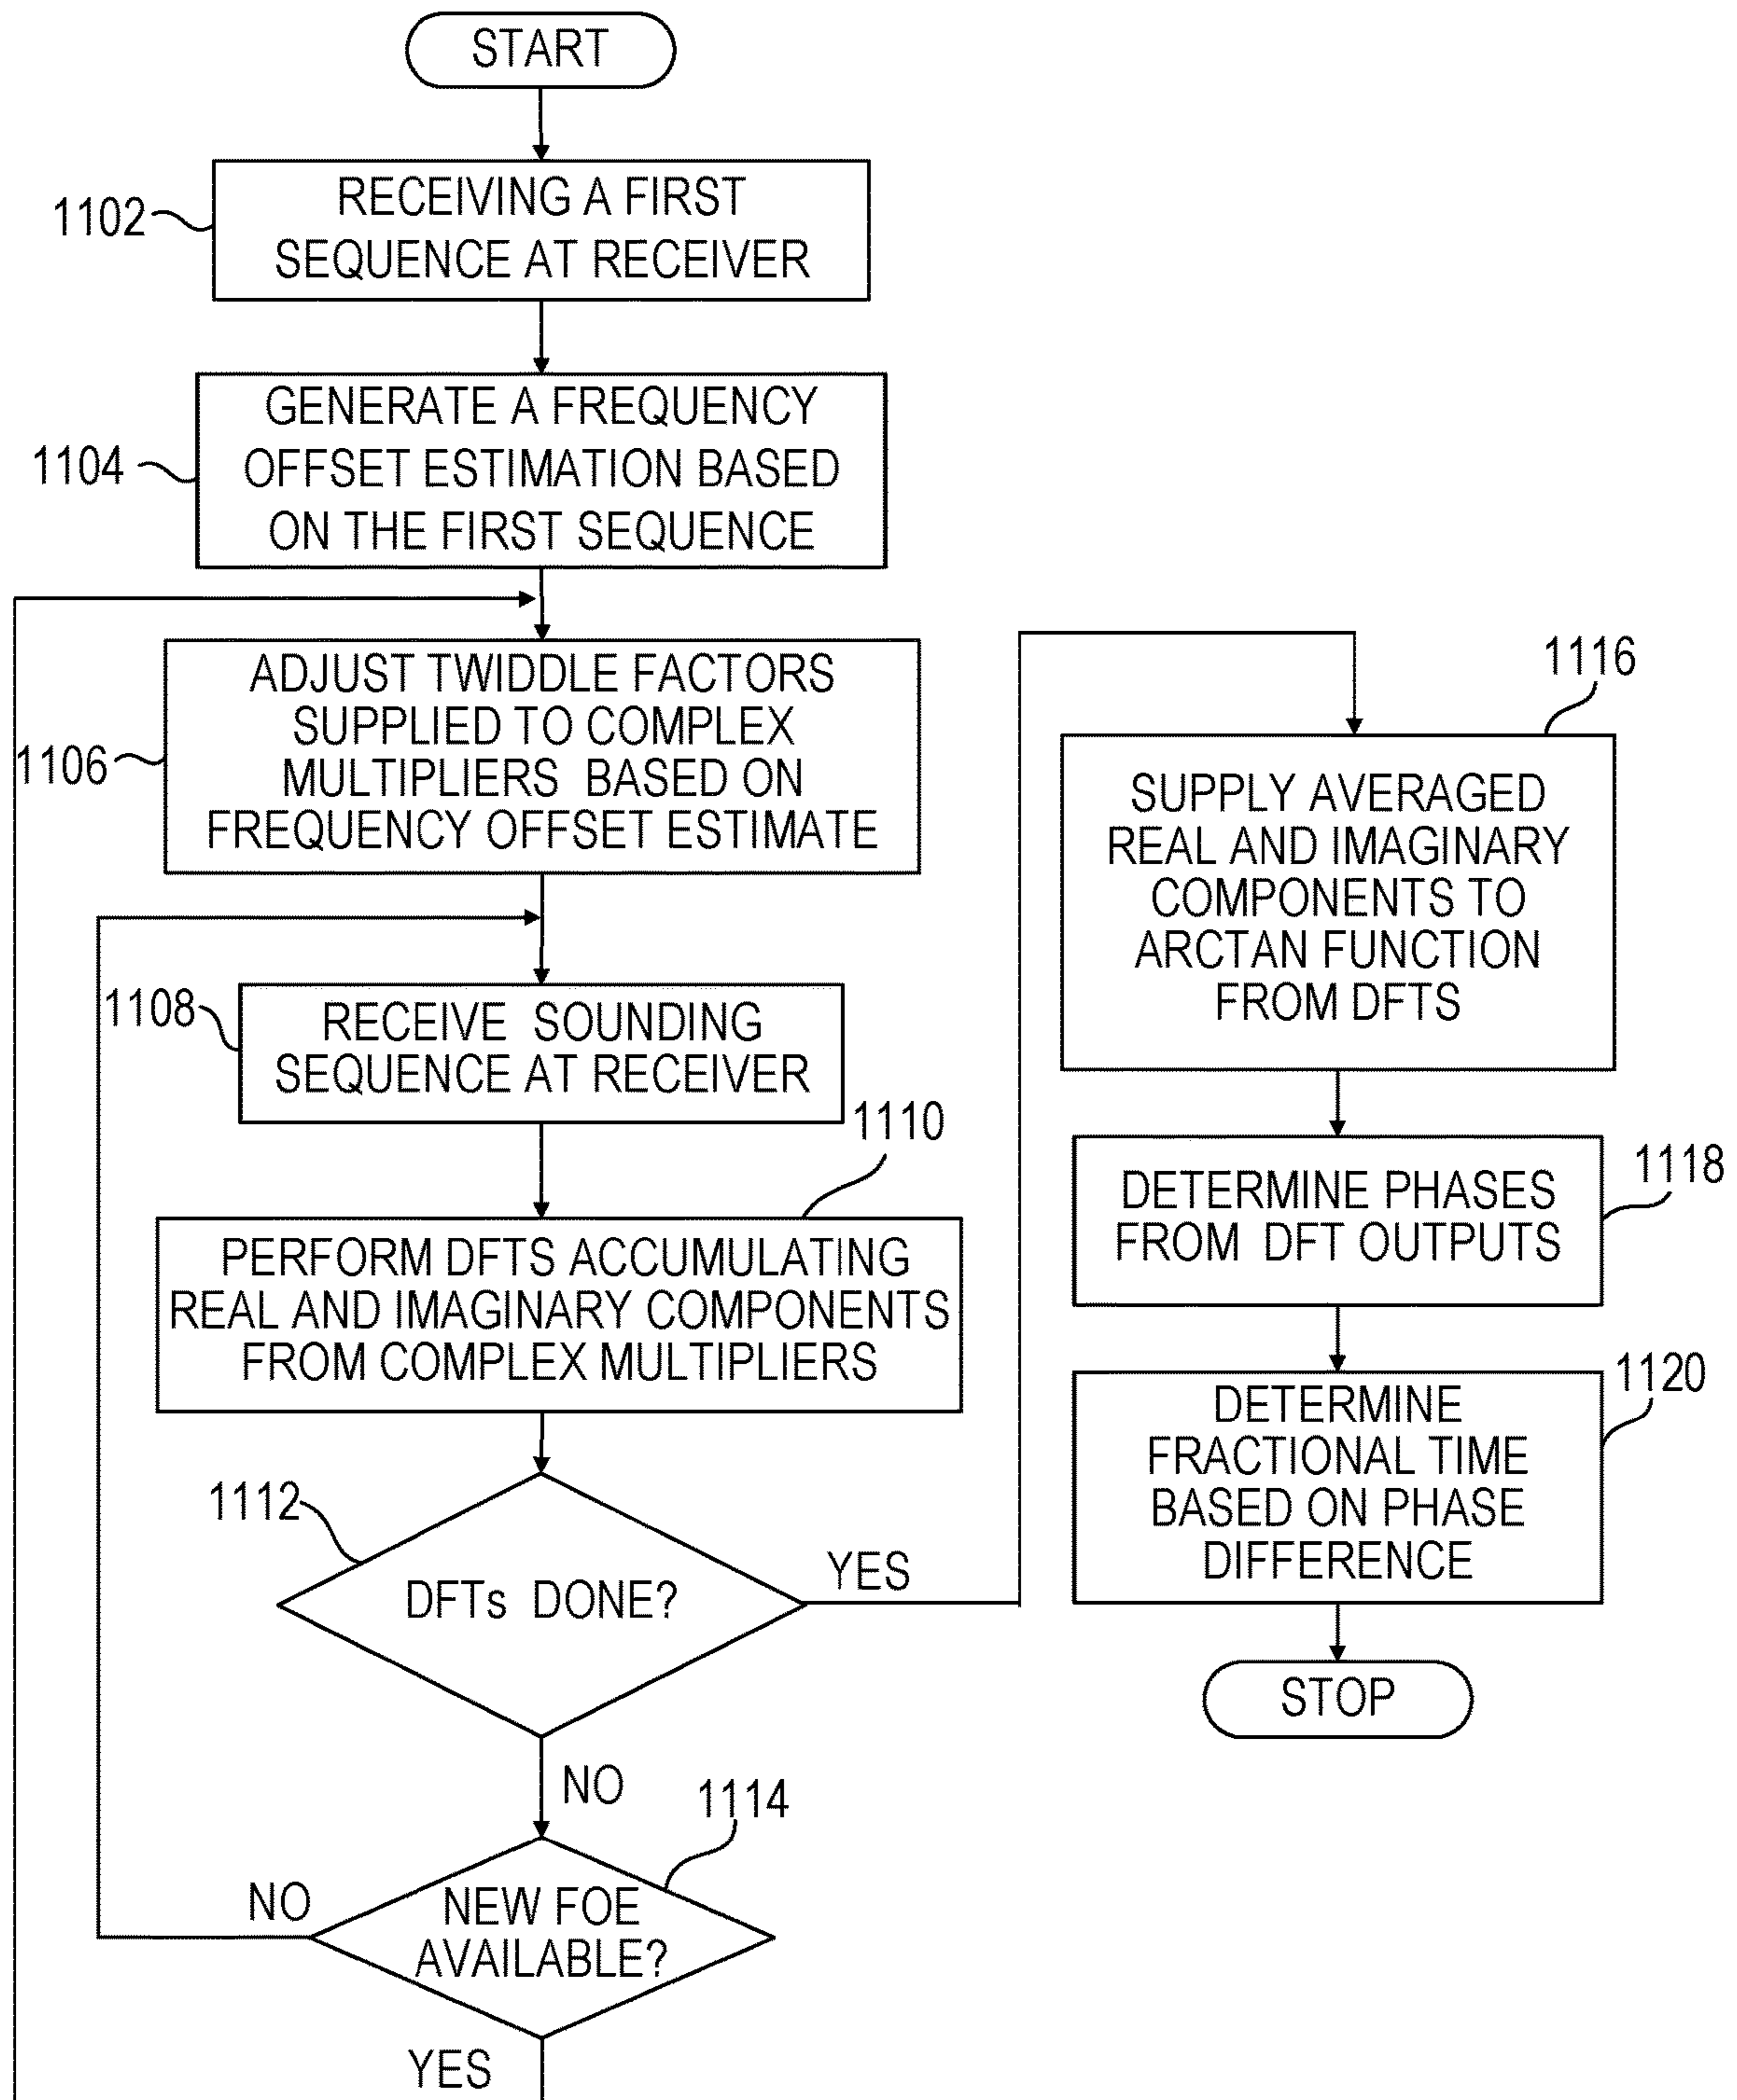 START
1102
RECEIVING A FIRST
SEQUENCE AT RECEIVER
1104
GENERATE A FREQUENCY
OFFSET ESTIMATION BASED
ON THE FIRST SEQUENCE
1106
ADJUST TWIDDLE FACTORS
SUPPLIED TO COMPLEX
MULTIPLIERS BASED ON
FREQUENCY OFFSET ESTIMATE
1108
RECEIVE SOUNDING
SEQUENCE AT RECEIVER
1110
PERFORM DFTS ACCUMULATING
REAL AND IMAGINARY COMPONENTS
FROM COMPLEX MULTIPLIERS
1112
DFTs DONE?
YES
NO
1114
NEW FOE
AVAILABLE?
NO
YES
1116
SUPPLY AVERAGED
REAL AND IMAGINARY
COMPONENTS TO
ARCTAN FUNCTION
FROM DFTS
1118
DETERMINE PHASES
FROM DFT OUTPUTS
1120
DETERMINE
FRACTIONAL TIME
BASED ON PHASE
DIFFERENCE
STOP